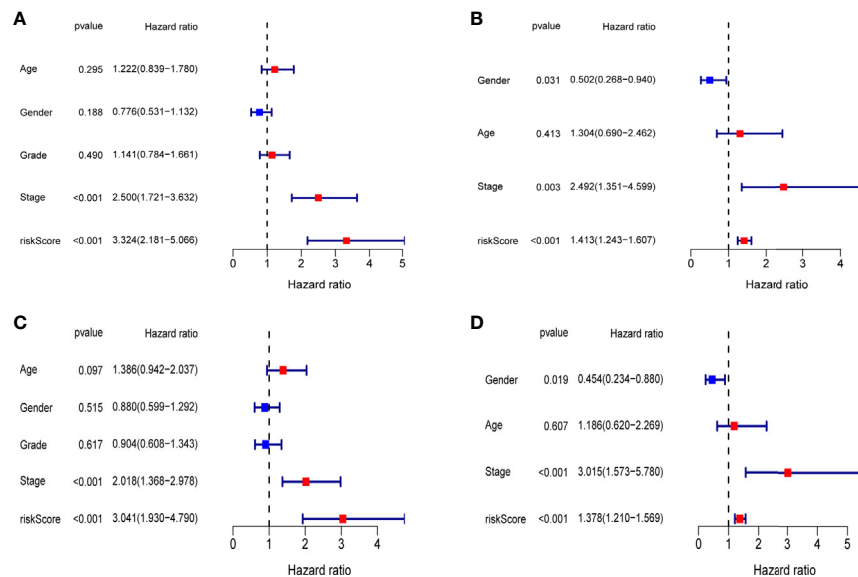 A
pvalue Hazard ratio
Age 0.295 1.222(0.839−1.780)
Gender 0.188 0.776(0.531−1.132)
Grade 0.490 1.141(0.784−1.661)
Stage <0.001 2.500(1.721−3.632)
riskScore <0.001 3.324(2.181−5.066)
0 1 2 3 4 5
Hazard ratio
B
pvalue Hazard ratio
Gender 0.031 0.502(0.268−0.940)
Age 0.413 1.304(0.690−2.462)
Stage 0.003 2.492(1.351−4.599)
riskScore <0.001 1.413(1.243−1.607)
0 1 2 3 4
Hazard ratio
C
pvalue Hazard ratio
Age 0.097 1.386(0.942−2.037)
Gender 0.515 0.880(0.599−1.292)
Grade 0.617 0.904(0.608−1.343)
Stage <0.001 2.018(1.368−2.978)
riskScore <0.001 3.041(1.930−4.790)
0 1 2 3 4
Hazard ratio
D
pvalue Hazard ratio
Gender 0.019 0.454(0.234−0.880)
Age 0.607 1.186(0.620−2.269)
Stage <0.001 3.015(1.573−5.780)
riskScore <0.001 1.378(1.210−1.569)
0 1 2 3 4 5
Hazard ratio